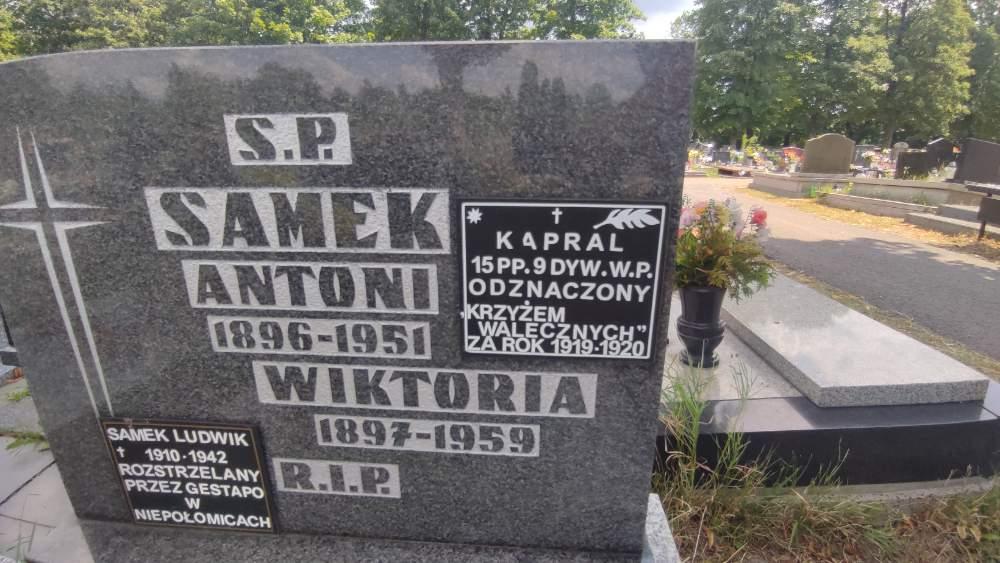 S.P.
SAMEK
ANTONI
1896-1951
WIKTORIA
1897-1959
R.I.P.
KAPRAL
15 PP. 9 DYW. W.P.
ODZNACZONY
„KRZYŻEM
WALECZNYCH”
ZA ROK 1919-1920
SAMEK LUDWIK
✝ 1910-1942
ROZSTRZELANY
PRZEZ GESTAPO
W
NIEPOŁOMICACH